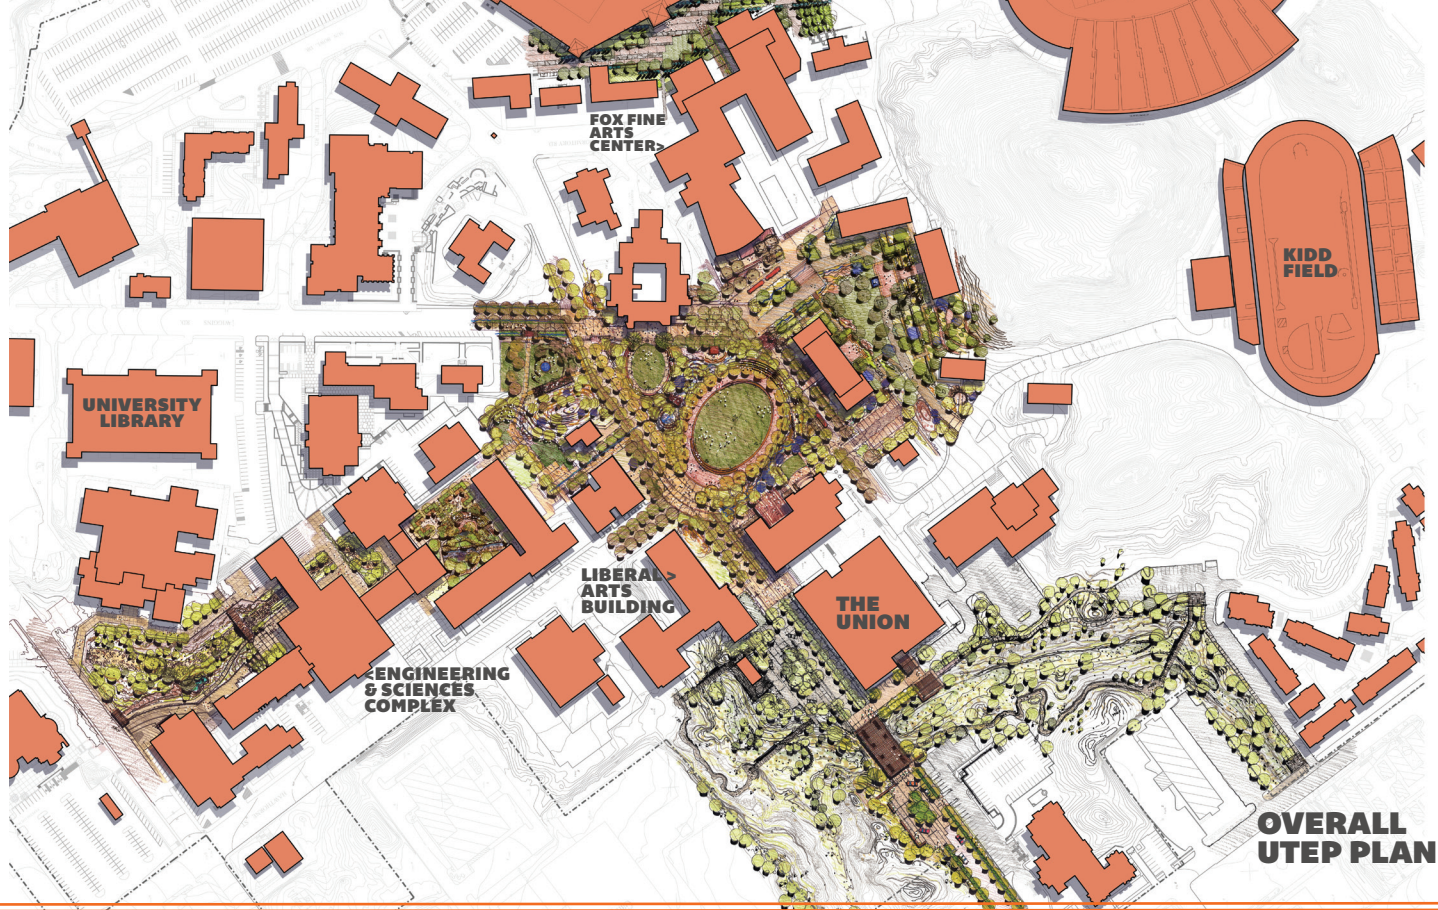 FOX FINE
ARTS
CENTER>
KIDD
FIELD
UNIVERSITY
LIBRARY
LIBERAL >
ARTS
BUILDING
THE
UNION
<ENGINEERING
& SCIENCES
COMPLEX
OVERALL
UTEP PLAN